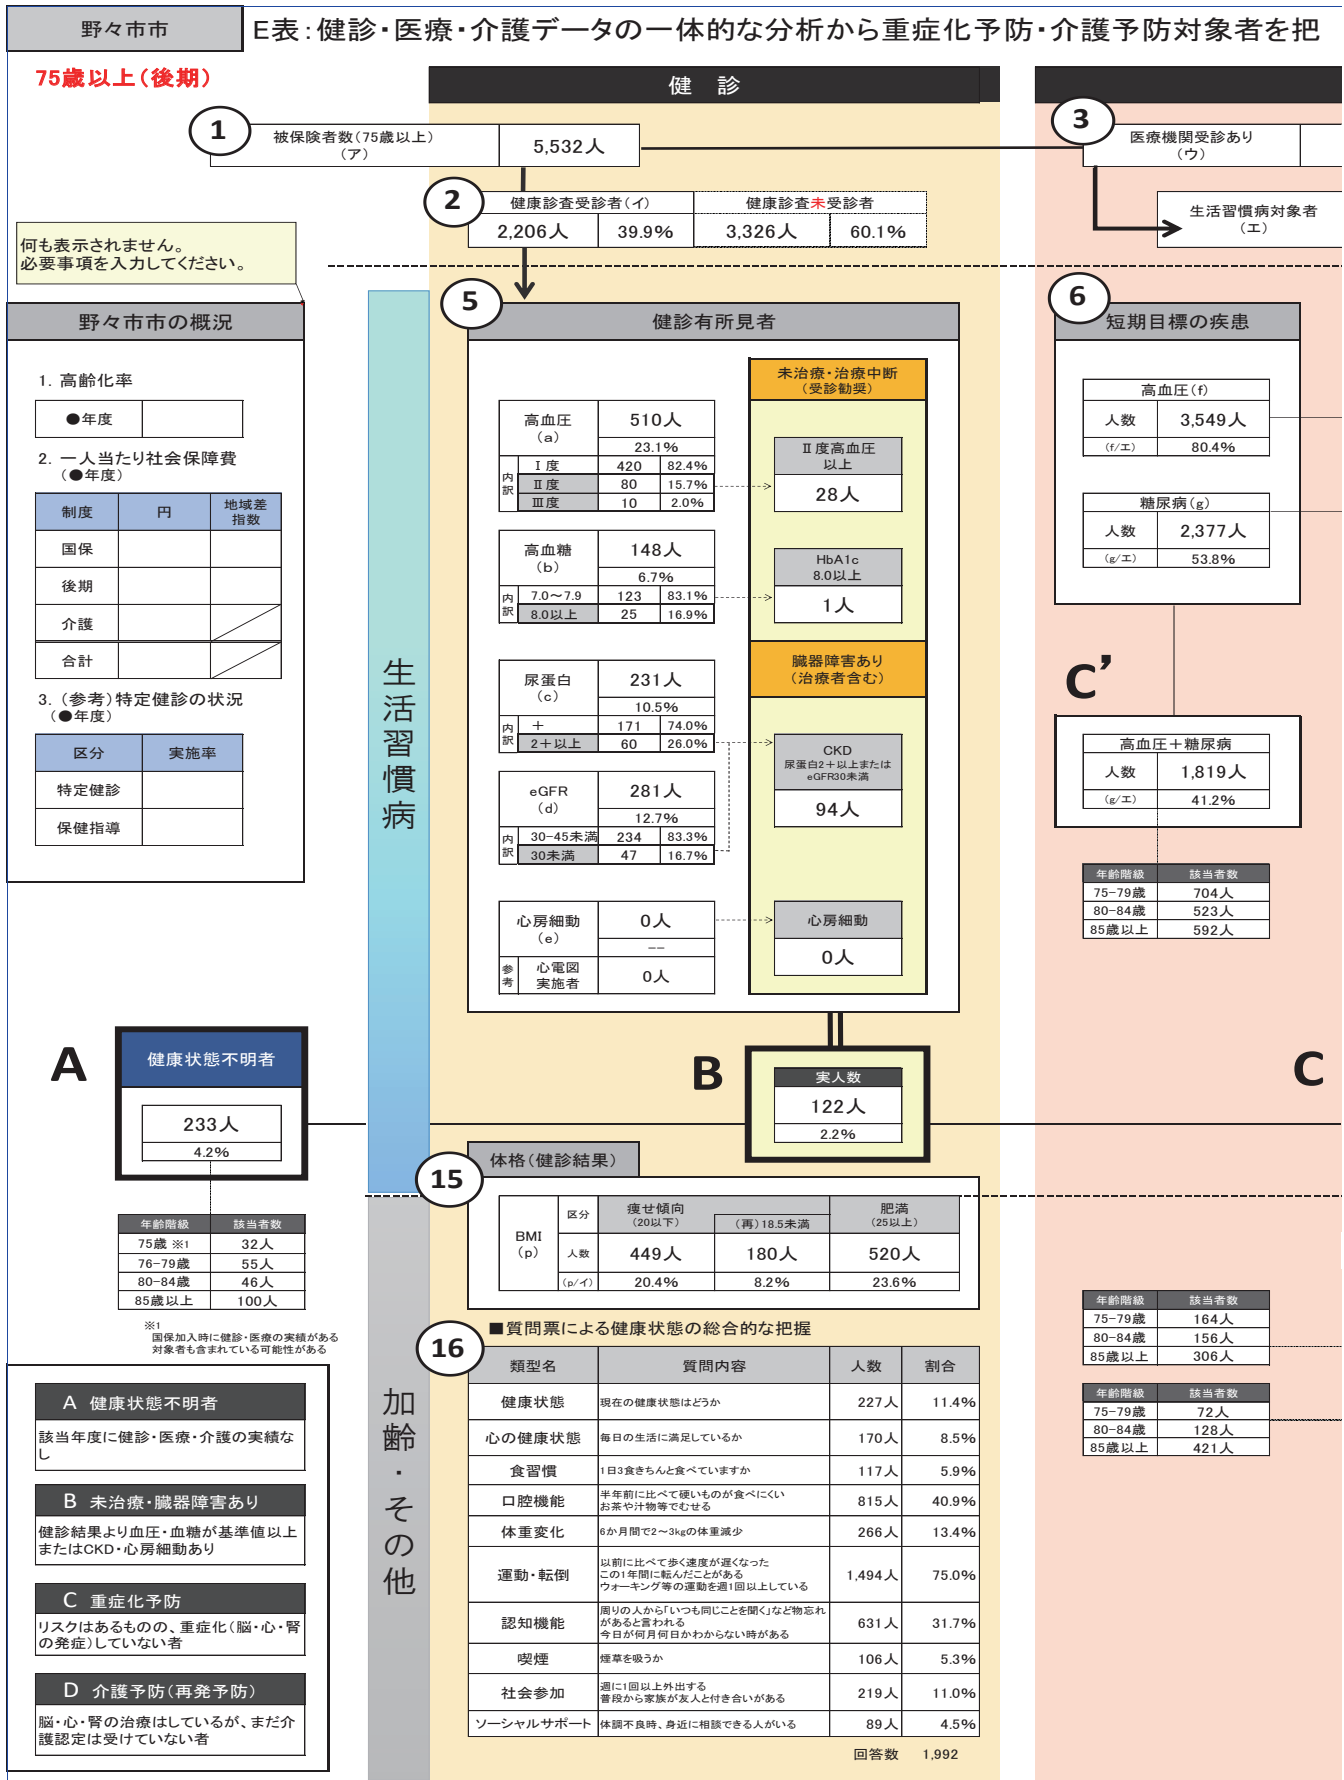 野々市市
E表:健診・医療・介護データの一体的な分析から重症化予防・介護予防対象者を把
75歳以上(後期)
健 診
1
被保険者数(75歳以上)
(ア)
5,532人
3
医療機関受診あり
(ウ)
2
健康診査受診者(イ)
健康診査未受診者
2,206人 39.9% 3,326人 60.1%
生活習慣病対象者
(エ)
何も表示されません。
必要事項を入力してください。
野々市市の概況
1. 高齢化率
●年度
2. 一人当たり社会保障費
(●年度)
制度 円 地域差
指数
国保
後期
介護
合計
3. (参考)特定健診の状況
(●年度)
区分 実施率
特定健診
保健指導
生活習慣病
5
健診有所見者
未治療・治療中断
(受診勧奨)
高血圧
(a)
510人
23.1%
内訳
Ⅰ度 420 82.4%
Ⅱ度 80 15.7%
Ⅲ度 10 2.0%
Ⅱ度高血圧
以上
28人
高血糖
(b)
148人
6.7%
内訳
7.0~7.9 123 83.1%
8.0以上 25 16.9%
HbA1c
8.0以上
1人
臓器障害あり
(治療者含む)
尿蛋白
(c)
231人
10.5%
内訳
+ 171 74.0%
2+以上 60 26.0%
CKD
尿蛋白2+以上または
eGFR30未満
94人
eGFR
(d)
281人
12.7%
内訳
30-45未満 234 83.3%
30未満 47 16.7%
心房細動
(e)
0人
--
参考
心電図
実施者
0人
心房細動
0人
6
短期目標の疾患
高血圧(f)
人数 3,549人
(f/エ) 80.4%
糖尿病(g)
人数 2,377人
(g/エ) 53.8%
C’
高血圧+糖尿病
人数 1,819人
(g/エ) 41.2%
年齢階級 該当者数
75-79歳 704人
80-84歳 523人
85歳以上 592人
A
健康状態不明者
233人
4.2%
年齢階級 該当者数
75歳 ※1 32人
76-79歳 55人
80-84歳 46人
85歳以上 100人
※1
国保加入時に健診・医療の実績がある
対象者も含まれている可能性がある
B
実人数
122人
2.2%
C
15
体格(健診結果)
BMI
(p)
区分 痩せ傾向
(20以下) (再)18.5未満 肥満
(25以上)
人数 449人 180人 520人
(p/イ) 20.4% 8.2% 23.6%
年齢階級 該当者数
75-79歳 164人
80-84歳 156人
85歳以上 306人
年齢階級 該当者数
75-79歳 72人
80-84歳 128人
85歳以上 421人
加齢・その他
■質問票による健康状態の総合的な把握
16
類型名 質問内容 人数 割合
健康状態 現在の健康状態はどうか 227人 11.4%
心の健康状態 毎日の生活に満足しているか 170人 8.5%
食習慣 1日3食きちんと食べていますか 117人 5.9%
口腔機能 半年前に比べて硬いものが食べにくい
お茶や汁物等でむせる 815人 40.9%
体重変化 6か月間で2~3kgの体重減少 266人 13.4%
運動・転倒 以前に比べて歩く速度が遅くなった
この1年間に転んだことがある
ウォーキング等の運動を週1回以上している 1,494人 75.0%
認知機能 周りの人から「いつも同じことを聞く」など物忘れ
があると言われる
今日が何月何日かわからない時がある 631人 31.7%
喫煙 煙草を吸うか 106人 5.3%
社会参加 週に1回以上外出する
普段から家族が友人と付き合いがある 219人 11.0%
ソーシャルサポート 体調不良時、身近に相談できる人がいる 89人 4.5%
回答数 1,992
A 健康状態不明者
該当年度に健診・医療・介護の実績な
し
B 未治療・臓器障害あり
健診結果より血圧・血糖が基準値以上
またはCKD・心房細動あり
C 重症化予防
リスクはあるものの、重症化(脳・心・腎
の発症)していない者
D 介護予防(再発予防)
脳・心・腎の治療はしているが、まだ介
護認定は受けていない者